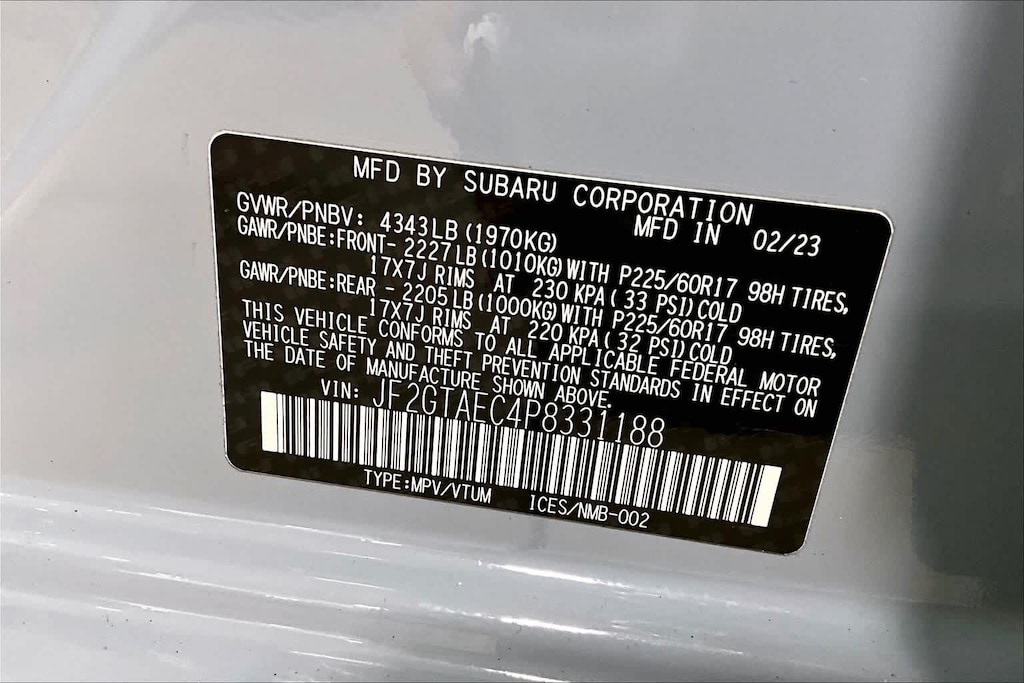 MFD BY SUBARU CORPORATION
MFD IN 02/23
GVWR/PNBV: 4343LB (1970KG)
GAWR/PNBE:FRONT- 2227LB(1010KG)WITH P225/60R17 98H TIRES,
17X7J RIMS AT 230 KPA (33 PSI)COLD
GAWR/PNBE:REAR - 2205LB(1000KG)WITH P225/60R17 98H TIRES,
17X7J RIMS AT 220 KPA (32 PSI)COLD
THIS VEHICLE CONFORMS TO ALL APPLICABLE FEDERAL MOTOR
VEHICLE SAFETY AND THEFT PREVENTION STANDARDS IN EFFECT ON
THE DATE OF MANUFACTURE SHOWN ABOVE.
VIN: JF2GTAEC4P8331188
TYPE:MPV/VTUM ICES/NMB-002